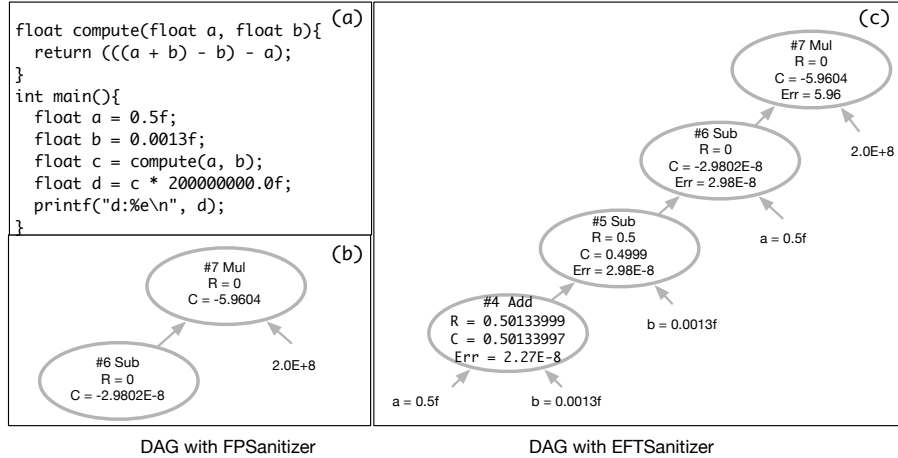 (a)
float compute(float a, float b){
return (((a + b) - b) - a);
}
int main(){
float a = 0.5f;
float b = 0.0013f;
float c = compute(a, b);
float d = c * 200000000.0f;
printf("d:%e\n", d);
}
(b)
#7 Mul
R = 0
C = -5.9604
2.0E+8
#6 Sub
R = 0
C = -2.9802E-8
DAG with FPSanitizer
(c)
#7 Mul
R = 0
C = -5.9604
Err = 5.96
2.0E+8
#6 Sub
R = 0
C = -2.9802E-8
Err = 2.98E-8
a = 0.5f
#5 Sub
R = 0.5
C = 0.4999
Err = 2.98E-8
b = 0.0013f
#4 Add
R = 0.50133999
C = 0.50133997
Err = 2.27E-8
a = 0.5f
b = 0.0013f
DAG with EFTSanitizer